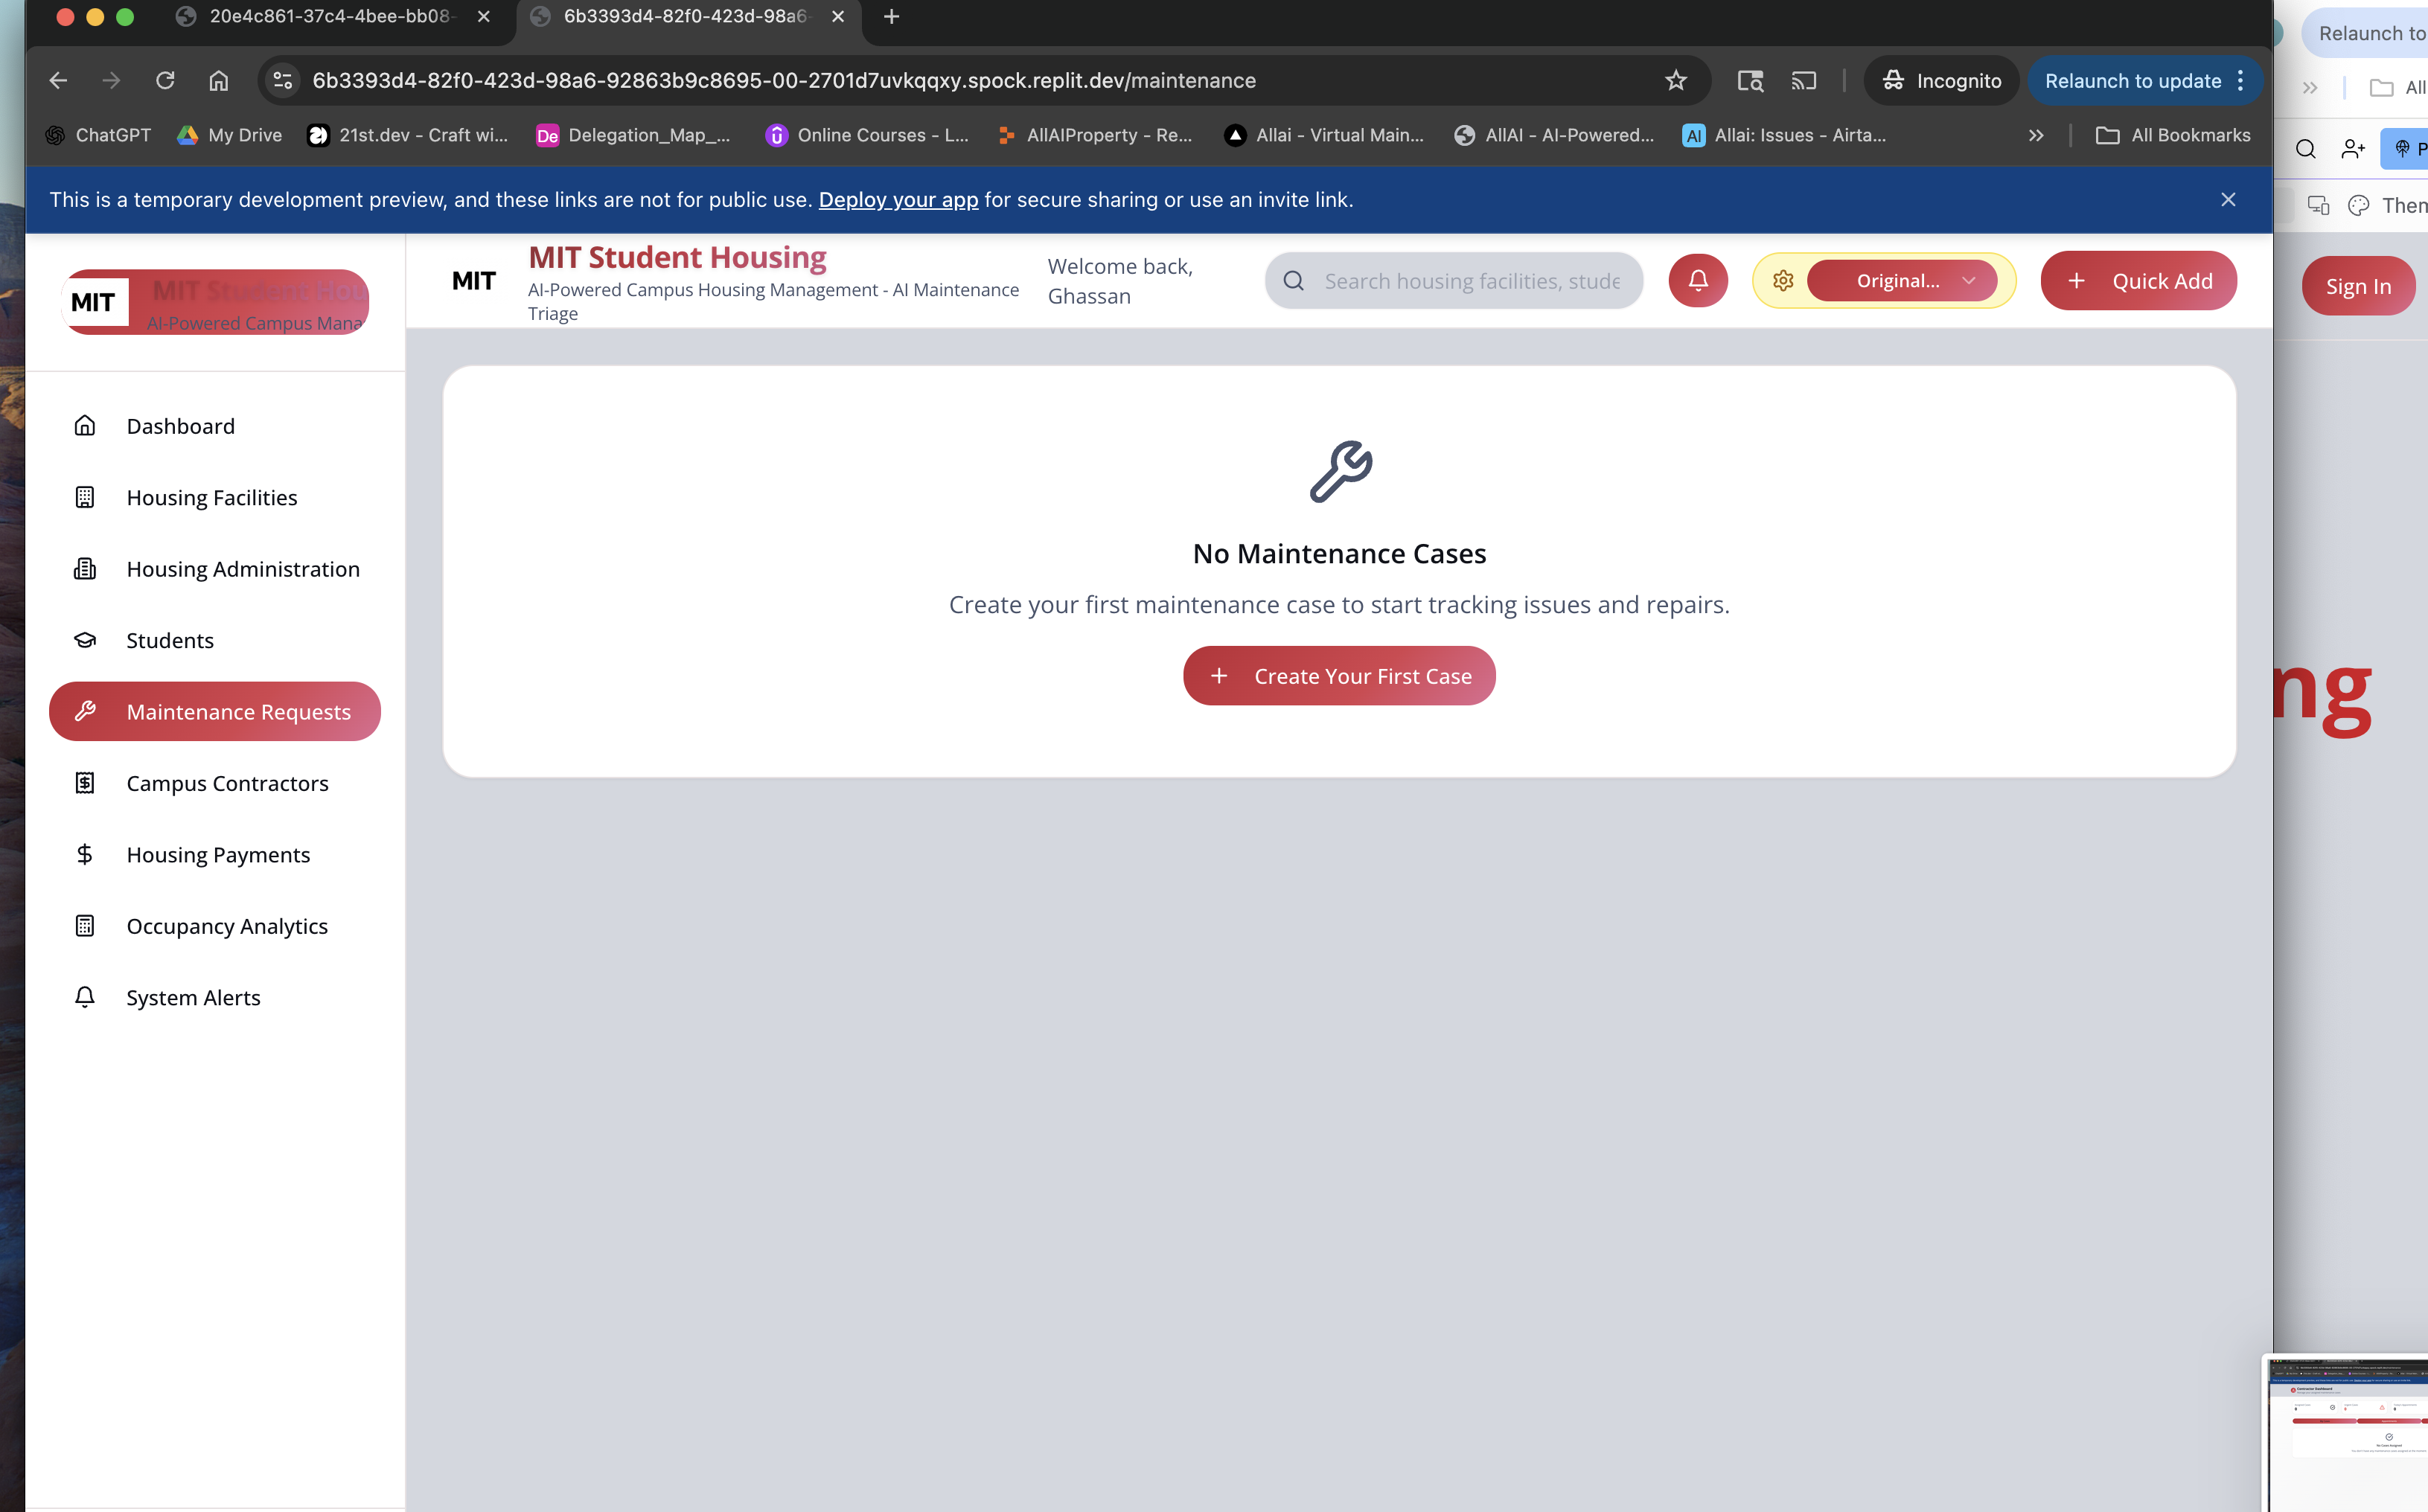 20e4c861-37c4-4bee-bb08-
6b3393d4-82f0-423d-98a6-
Relaunch to
6b3393d4-82f0-423d-98a6-92863b9c8695-00-2701d7uvkqqxy.spock.replit.dev/maintenance
Incognito
Relaunch to update
All
ChatGPT
My Drive
21st.dev - Craft wi...
De
Delegation_Map_...
Online Courses - L...
AllAIProperty - Re...
Allai - Virtual Main...
AllAI - AI-Powered...
AI
Allai: Issues - Airta...
All Bookmarks
P
This is a temporary development preview, and these links are not for public use. Deploy your app for secure sharing or use an invite link.
Them
MIT
MIT Student Hou
AI-Powered Campus Mana
MIT
MIT Student Housing
AI-Powered Campus Housing Management - AI Maintenance
Triage
Welcome back,
Ghassan
Search housing facilities, stude
Original...
Quick Add
Sign In
Dashboard
Housing Facilities
Housing Administration
Students
Maintenance Requests
Campus Contractors
Housing Payments
Occupancy Analytics
System Alerts
No Maintenance Cases
Create your first maintenance case to start tracking issues and repairs.
Create Your First Case
ng